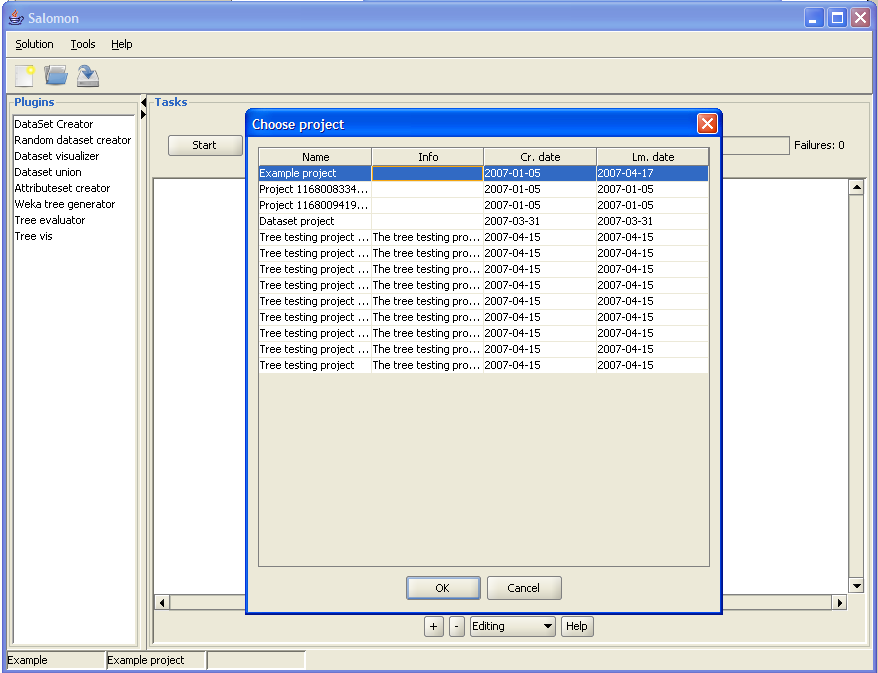 Salomon
Solution Tools Help
Plugins
DataSet Creator
Random dataset creator
Dataset visualizer
Dataset union
Attributeset creator
Weka tree generator
Tree evaluator
Tree vis
Tasks
Start
Failures: 0
Choose project
Name Info Cr. date Lm. date
Example project 2007-01-05 2007-04-17
Project 1168008334... 2007-01-05 2007-01-05
Project 1168009419... 2007-01-05 2007-01-05
Dataset project 2007-03-31 2007-03-31
Tree testing project ... The tree testing pro... 2007-04-15 2007-04-15
Tree testing project ... The tree testing pro... 2007-04-15 2007-04-15
Tree testing project ... The tree testing pro... 2007-04-15 2007-04-15
Tree testing project ... The tree testing pro... 2007-04-15 2007-04-15
Tree testing project ... The tree testing pro... 2007-04-15 2007-04-15
Tree testing project ... The tree testing pro... 2007-04-15 2007-04-15
Tree testing project ... The tree testing pro... 2007-04-15 2007-04-15
Tree testing project ... The tree testing pro... 2007-04-15 2007-04-15
Tree testing project The tree testing pro... 2007-04-15 2007-04-15
OK Cancel
+ - Editing Help
Example Example project